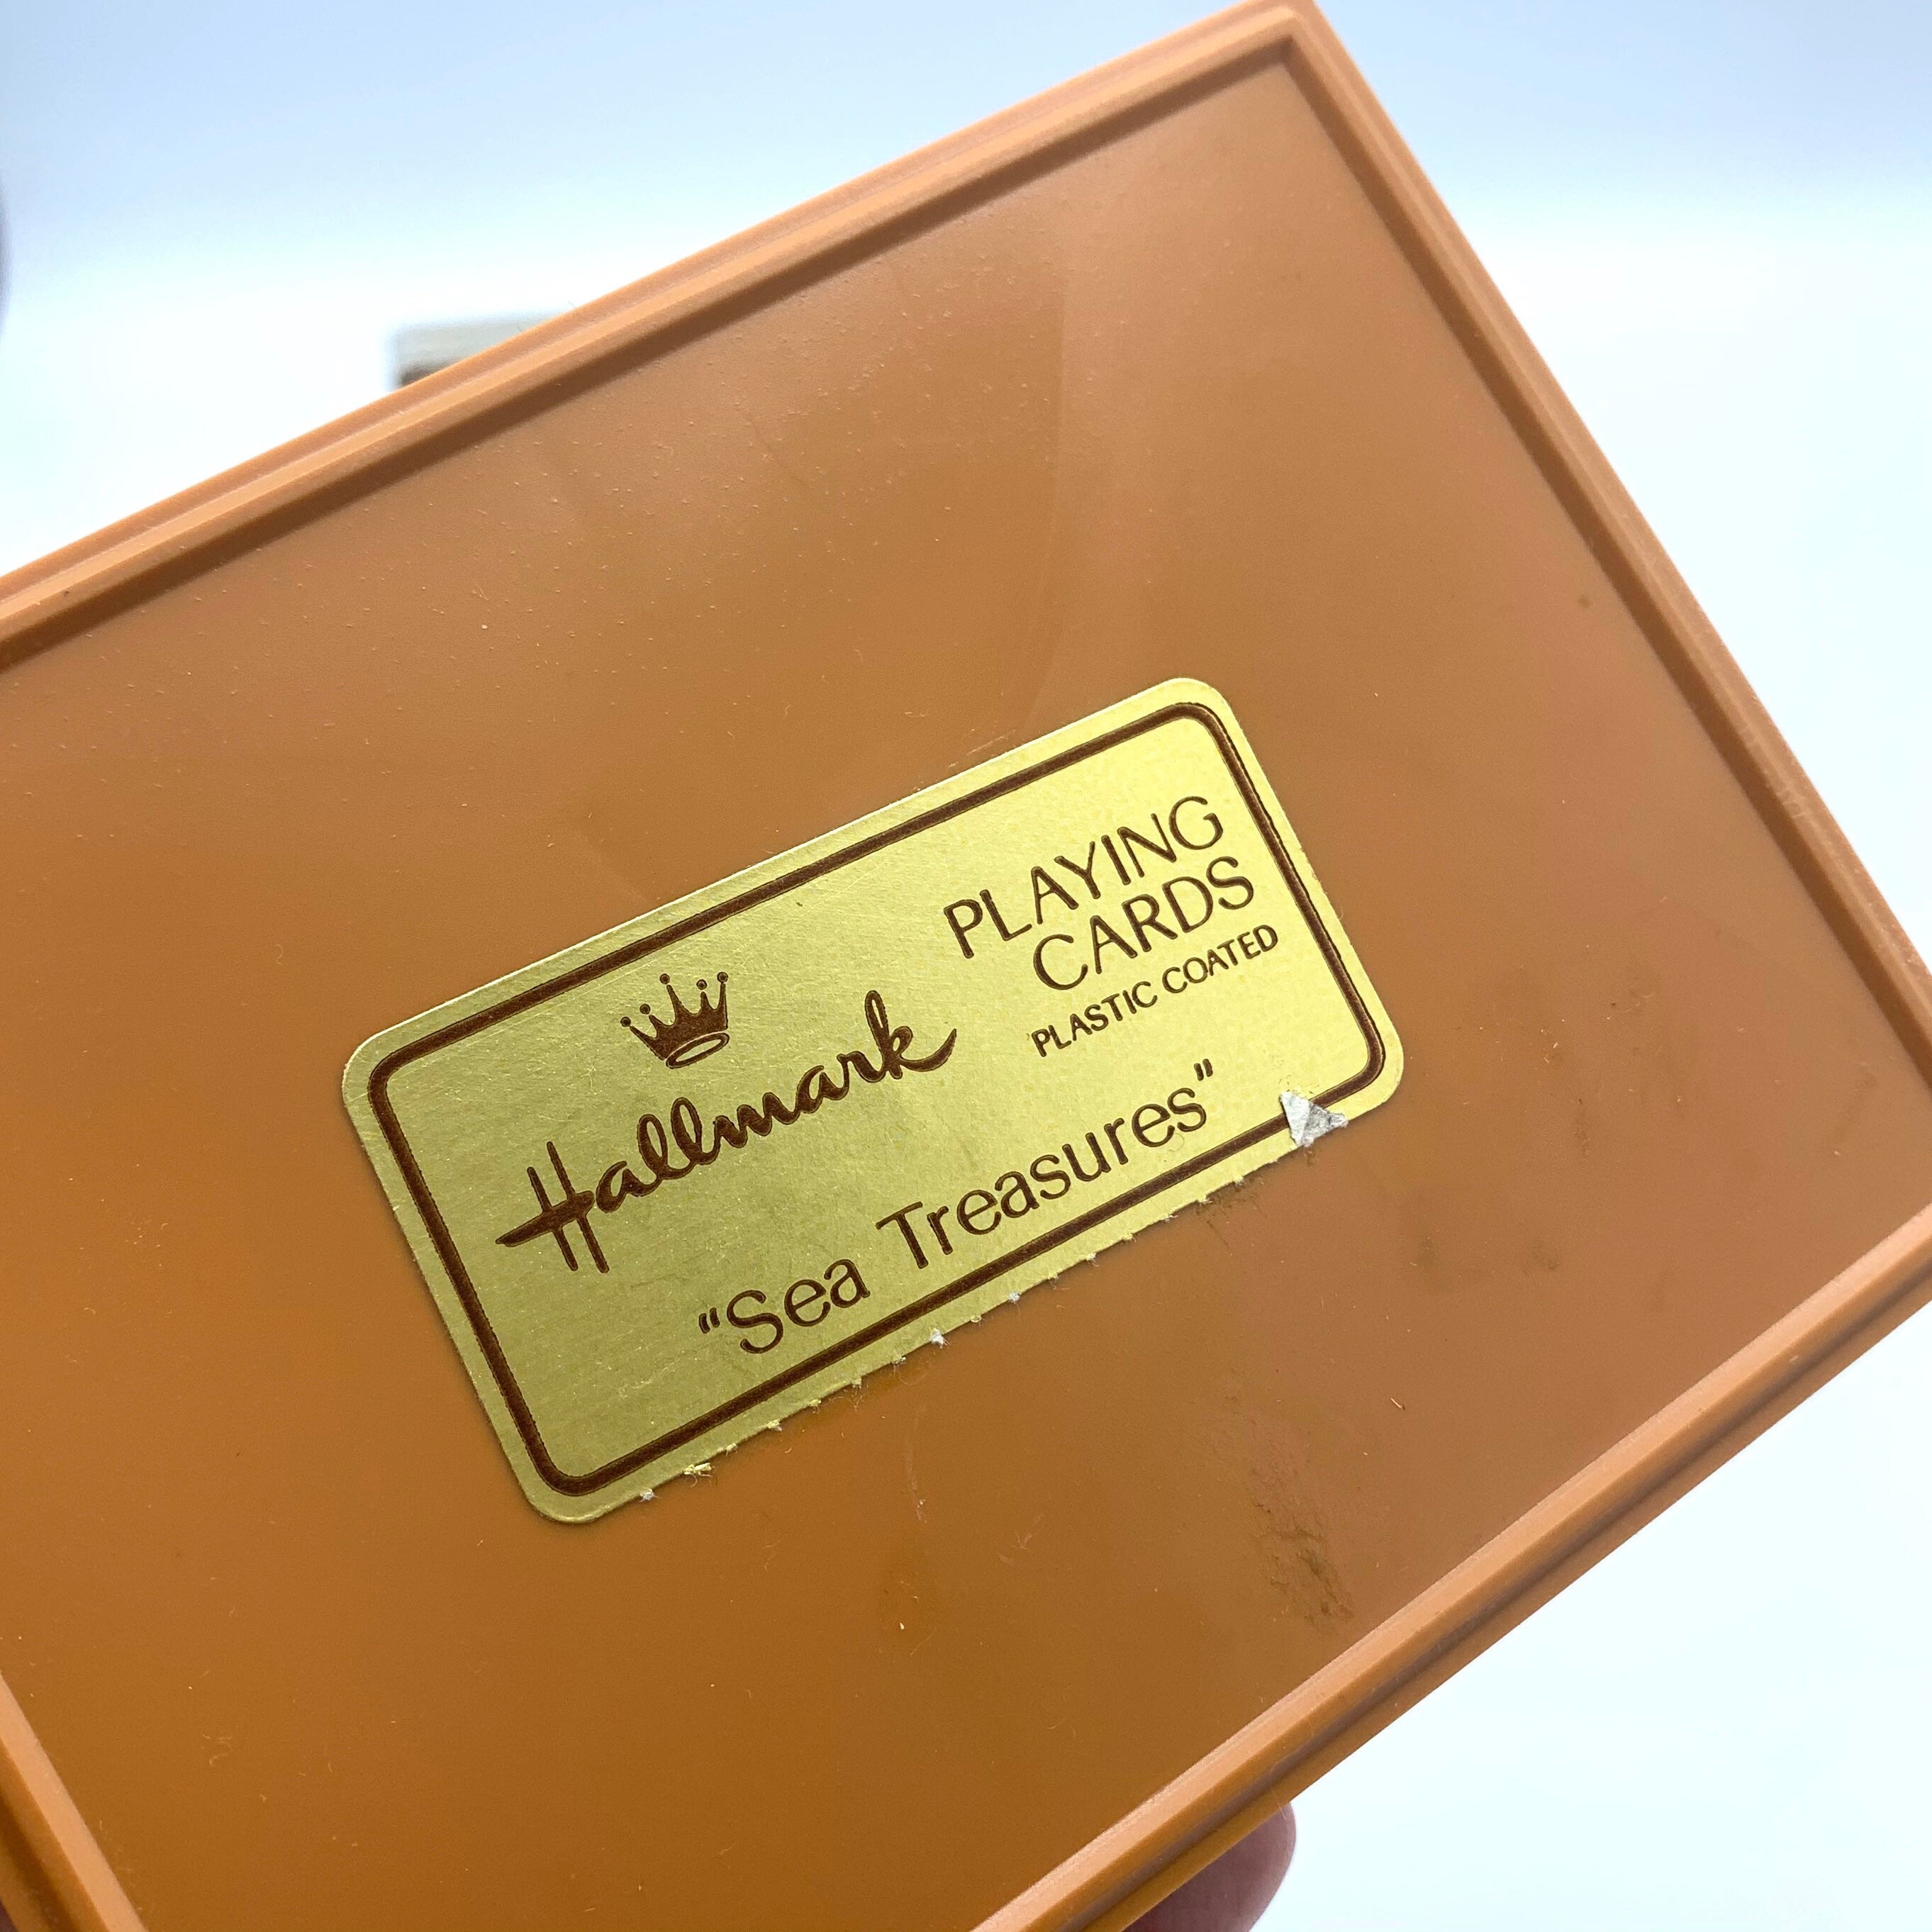 PLAYING
CARDS
PLASTIC COATED
Hallmark
"Sea Treasures"